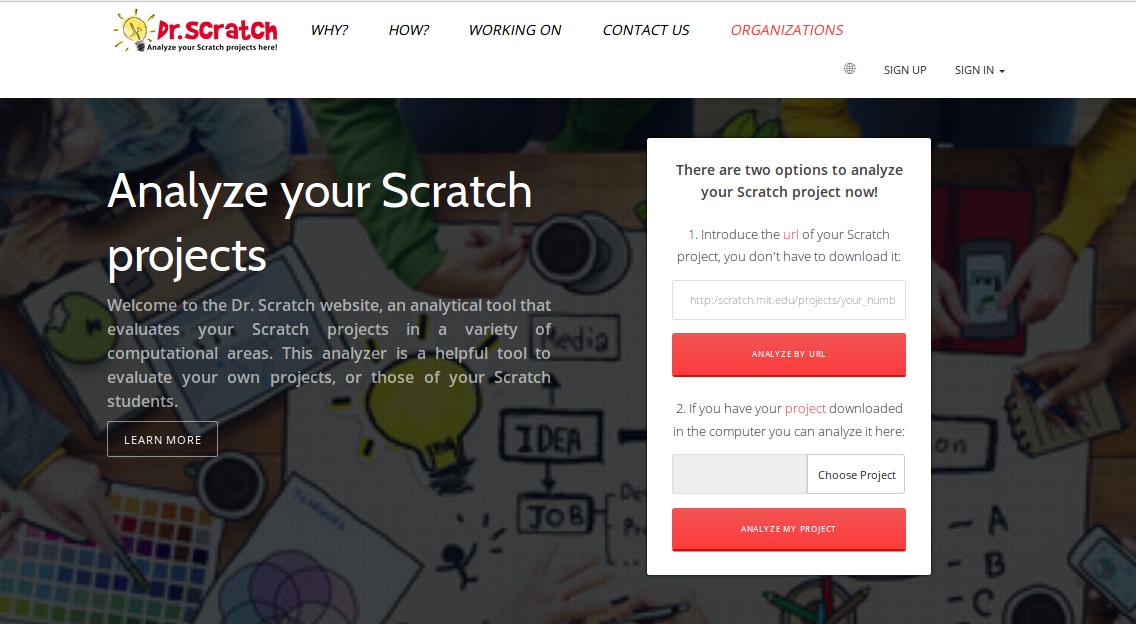 Dr.Scratch
Analyze your Scratch projects here!
WHY?
HOW?
WORKING ON
CONTACT US
ORGANIZATIONS
SIGN UP
SIGN IN
Analyze your Scratch
projects
Welcome to the Dr. Scratch website, an analytical tool that
evaluates your Scratch projects in a variety of
computational areas. This analyzer is a helpful tool to
evaluate your own projects, or those of your Scratch
students.
LEARN MORE
There are two options to analyze
your Scratch project now!
1. Introduce the url of your Scratch
project, you don't have to download it:
http:/scratch.mit.edu/projects/your_numb
ANALYZE BY URL
2. If you have your project downloaded
in the computer you can analyze it here:
Choose Project
ANALYZE MY PROJECT
Media
IDEA
JOB
A
B
C